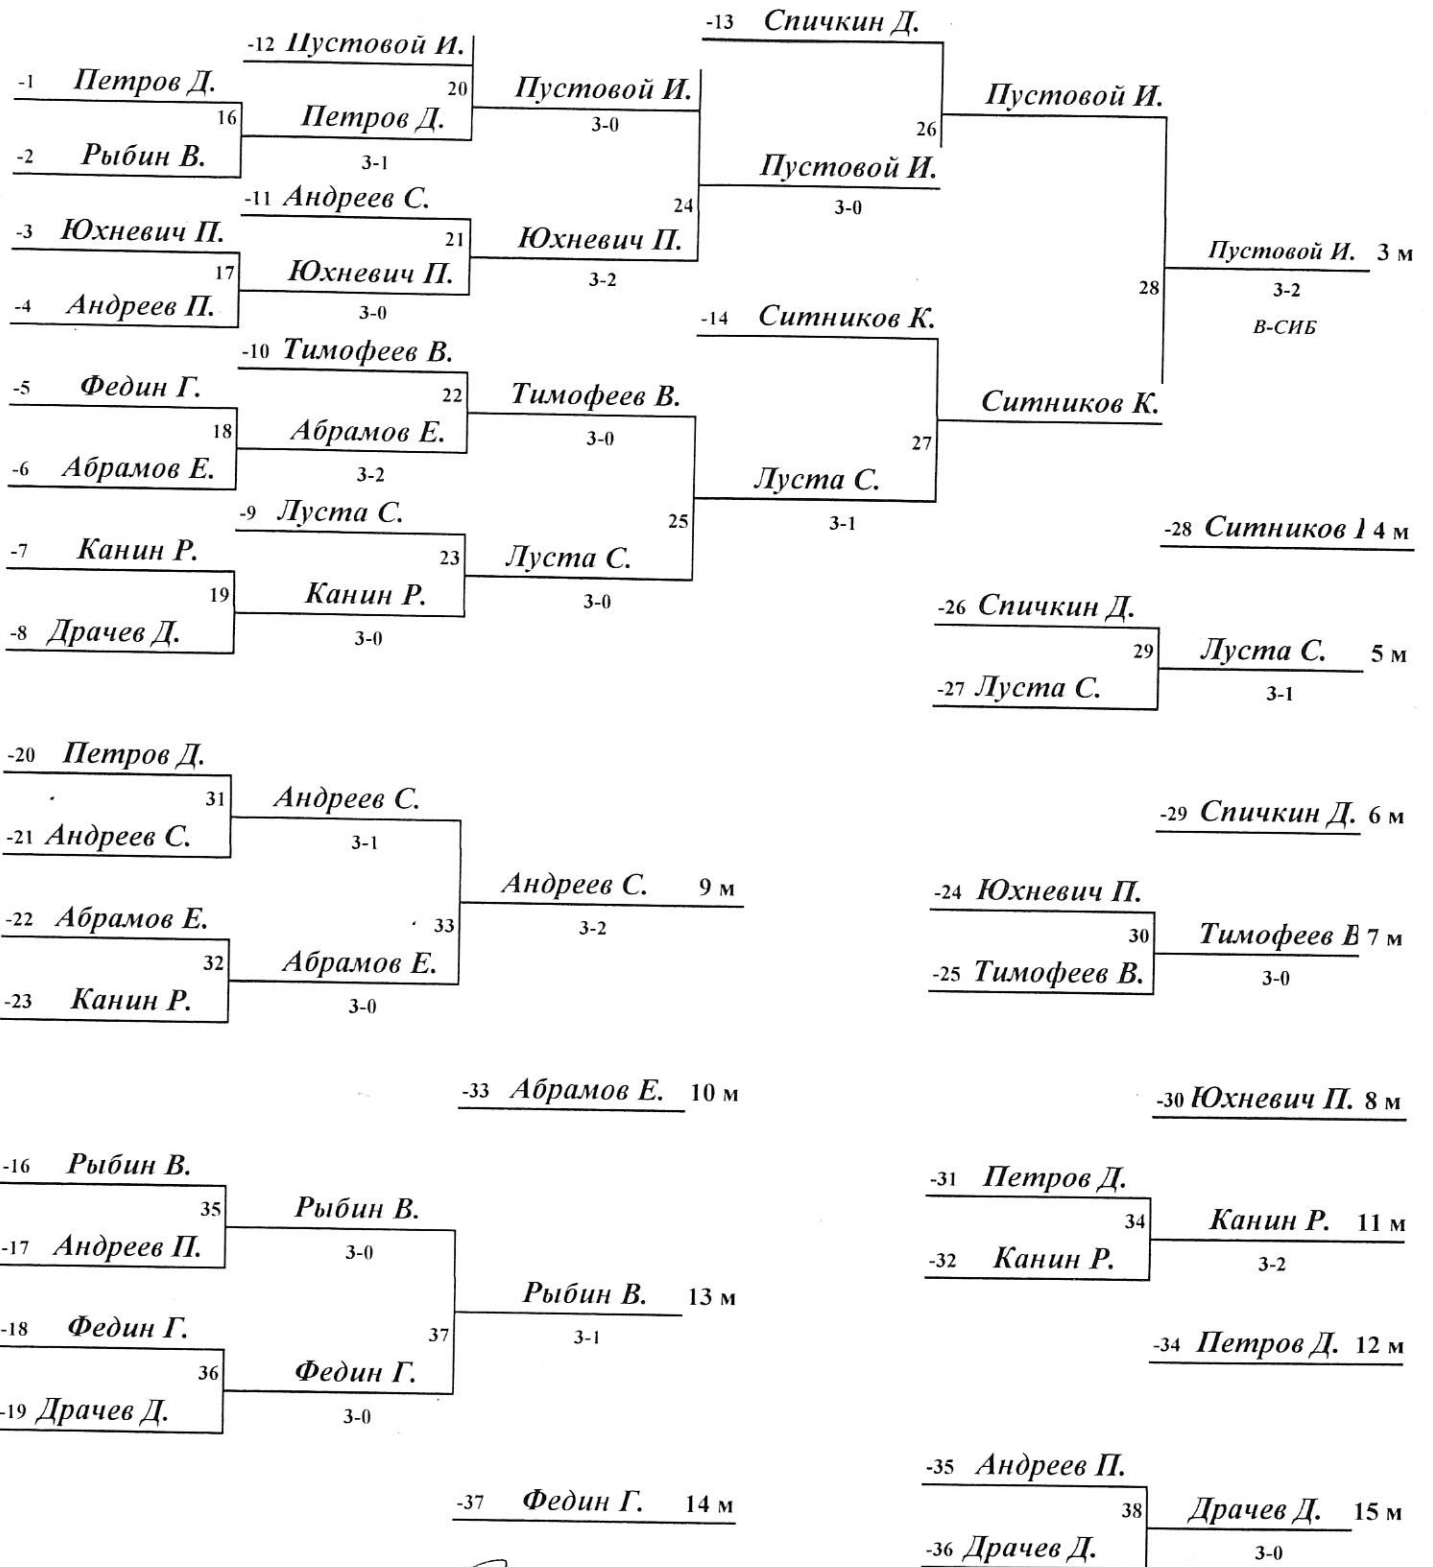 -13 Спичкин Д.
-12 Пустовой И.
-1 Петров Д.
20 Пустовой И.
Пустовой И.
16 Петров Д.
3-0
26
-2 Рыбин В.
3-1
Пустовой И.
-11 Андреев С.
24
3-0
-3 Юхневич П.
21 Юхневич П.
Пустовой И. 3 м
17 Юхневич П.
3-2
28
3-2
-4 Андреев П.
3-0
-14 Ситников К.
В-СИБ
-10 Тимофеев В.
-5 Федин Г.
22 Тимофеев В.
Ситников К.
18 Абрамов Е.
3-0
27
-6 Абрамов Е.
3-2
Луста С.
-9 Луста С.
25
3-1
-28 Ситников 4 м
-7 Канин Р.
23 Луста С.
19 Канин Р.
3-0
-26 Спичкин Д.
-8 Драчев Д.
3-0
29 Луста С. 5 м
-27 Луста С.
3-1
-20 Петров Д.
31 Андреев С.
-29 Спичкин Д. 6 м
-21 Андреев С.
3-1
Андреев С. 9 м
-24 Юхневич П.
-22 Абрамов Е.
33
3-2
30 Тимофеев В 7 м
32 Абрамов Е.
-25 Тимофеев В.
3-0
-23 Канин Р.
3-0
-33 Абрамов Е. 10 м
-30 Юхневич П. 8 м
-16 Рыбин В.
-31 Петров Д.
35 Рыбин В.
34 Канин Р. 11 м
-17 Андреев П.
3-0
-32 Канин Р.
3-2
Рыбин В. 13 м
-18 Федин Г.
37
3-1
-34 Петров Д. 12 м
36 Федин Г.
-19 Драчев Д.
3-0
-35 Андреев П.
-37 Федин Г. 14 м
38 Драчев Д. 15 м
-36 Драчев Д.
3-0